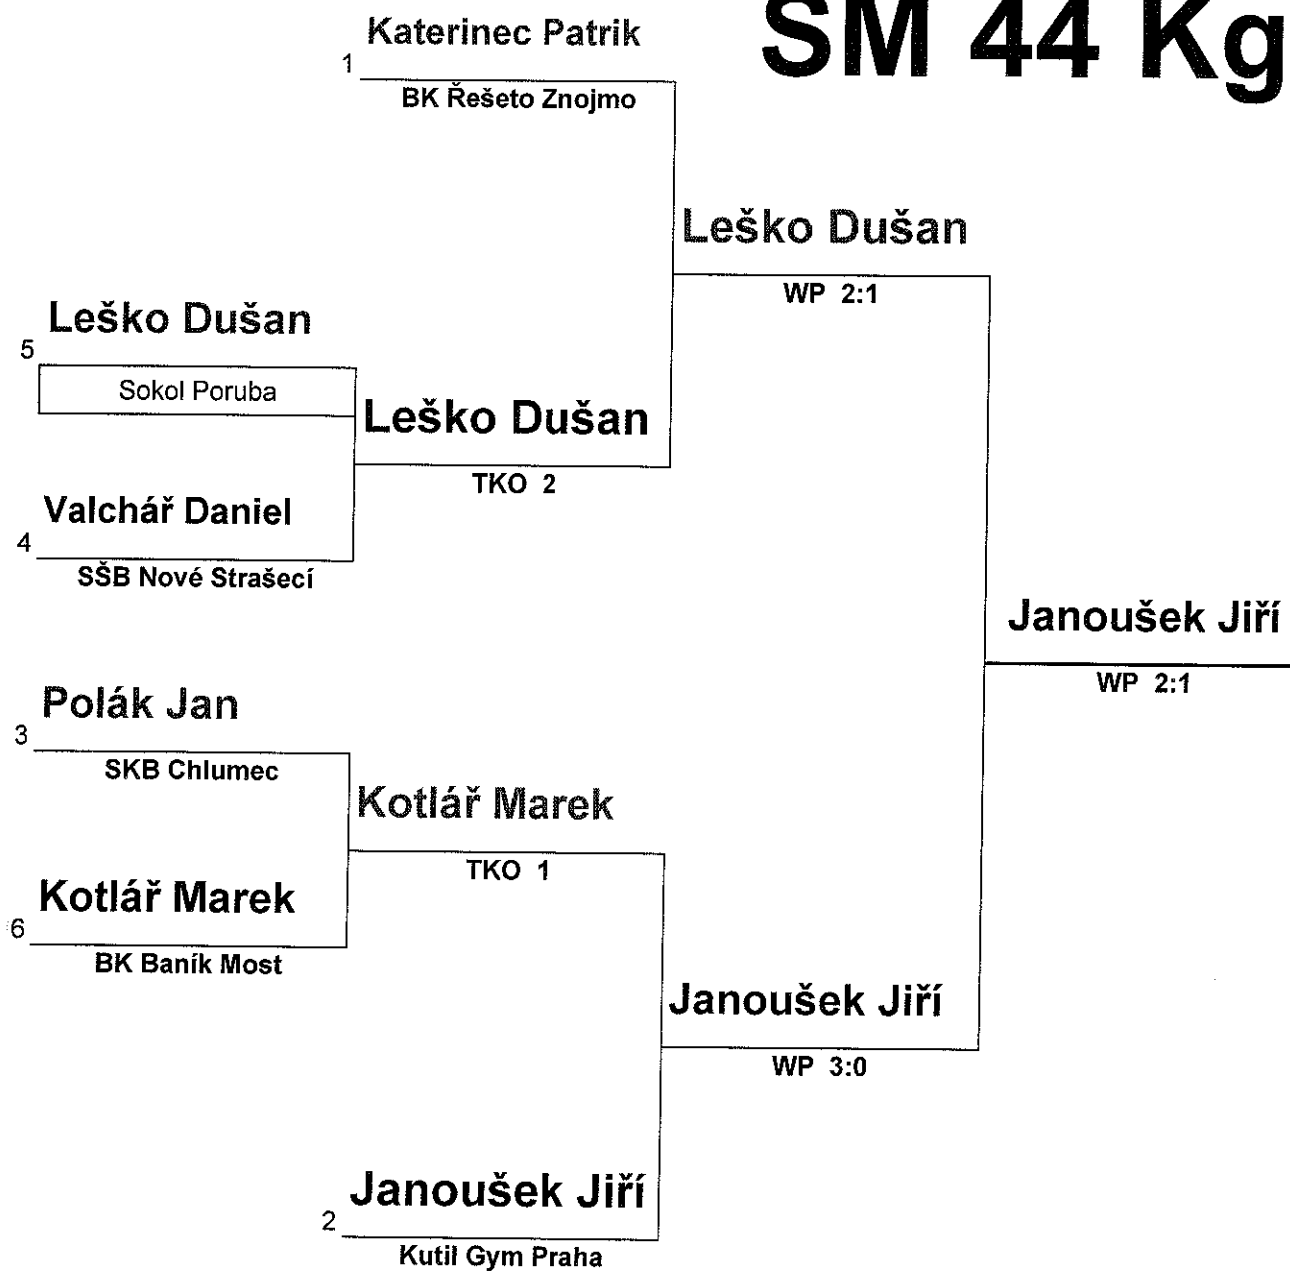 SM 44 Kg
Katerinec Patrik
1
BK Řešeto Znojmo
Leško Dušan
WP 2:1
Leško Dušan
5
Sokol Poruba
Leško Dušan
TKO 2
Valchář Daniel
4
SŠB Nové Strašecí
Janoušek Jiří
WP 2:1
Polák Jan
3
SKB Chlumec
Kotlář Marek
TKO 1
Kotlář Marek
6
BK Baník Most
Janoušek Jiří
WP 3:0
Janoušek Jiří
2
Kutil Gym Praha